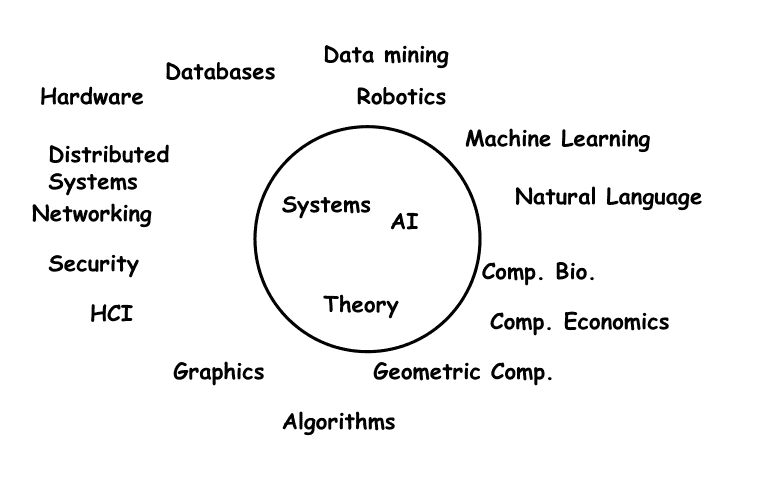 Data mining
Databases
Hardware
Robotics
Machine Learning
Distributed
Systems
Natural Language
Systems
AI
Networking
Security
Comp. Bio.
Theory
HCI
Comp. Economics
Graphics
Geometric Comp.
Algorithms